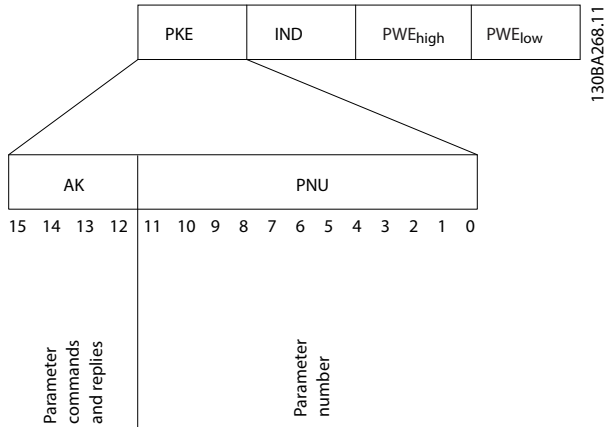 PKE IND PWEhigh PWElow
130BA268.11
AK PNU
15 14 13 12 11 10 9 8 7 6 5 4 3 2 1 0
Parameter
commands
and replies
Parameter
number